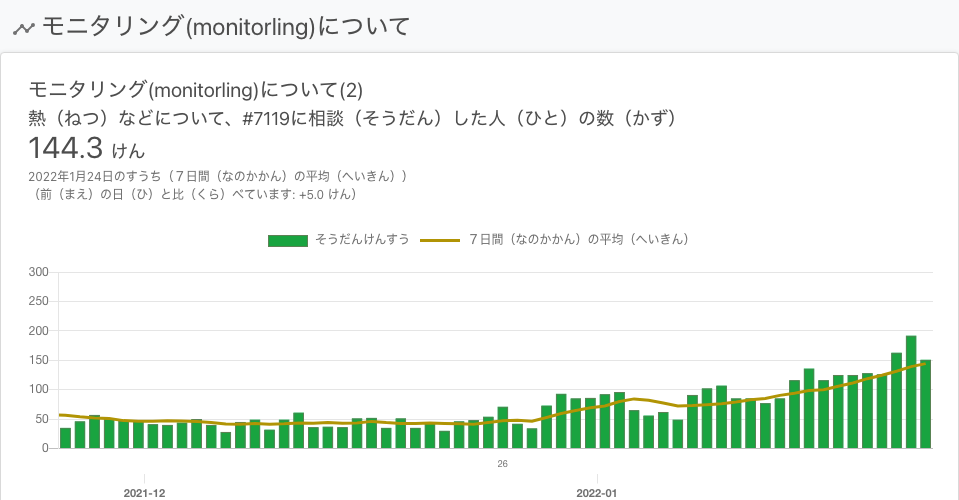 モニタリング(monitorling)について
モニタリング(monitorling)について(2)
熱（ねつ）などについて、#7119に相談（そうだん）した人（ひと）の数（かず）
144.3 けん
2022年1月24日のすうち（７日間（なのかかん）の平均（へいきん））
（前（まえ）の日（ひ）と比（くら）べています: +5.0 けん）
そうだんけんすう ７日間（なのかかん）の平均（へいきん）
300
250
200
150
100
50
0
26
2021-12 2022-01